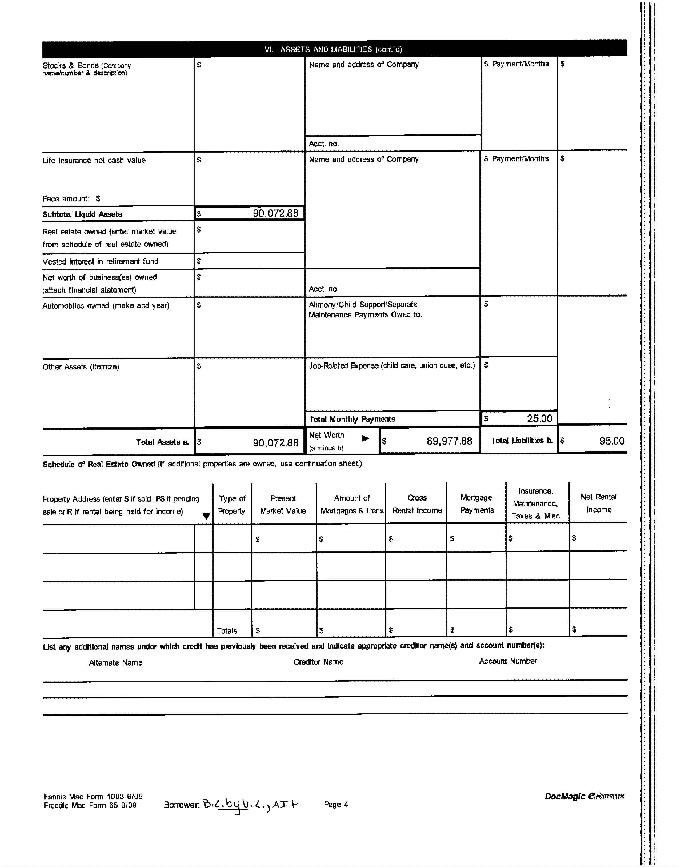 VI. ASSETS AND LIABILITIES (cont'd)
Stocks & Bonds (Company name/number & description) $ Name and address of Company $ Payment/Months $
Acct. no.
Life insurance net cash value $ Name and address of Company $ Payment/Months $
Face amount: $
Subtotal Liquid Assets $ 90,072.88
Real estate owned (enter market value from schedule of real estate owned) $
Vested interest in retirement fund $
Net worth of business(es) owned (attach financial statement) $ Acct. no.
Automobiles owned (make and year) $ Alimony/Child Support/Separate Maintenance Payments Owed to: $
Other Assets (itemize) $ Job-Related Expense (child care, union dues, etc.) $
Total Monthly Payments $ 25.00
Total Assets a. $ 90,072.88 Net Worth (a minus b) $ 89,977.88 Total Liabilities b. $ 95.00
Schedule of Real Estate Owned (if additional properties are owned, use continuation sheet)
Property Address (enter S if sold, PS if pending sale or R if rental being held for income) Type of Property Present Market Value Amount of Mortgages & Liens Gross Rental Income Mortgage Payments Insurance, Maintenance, Taxes & Misc. Net Rental Income
$ $ $ $ $ $
Totals $ $ $ $ $ $
List any additional names under which credit has previously been received and indicate appropriate creditor name(s) and account number(s):
Alternate Name Creditor Name Account Number
Fannie Mae Form 1003 6/09
Freddie Mac Form 65 6/09 Borrower: B.L. by V.L., AIF Page 4
DocMagic eForms